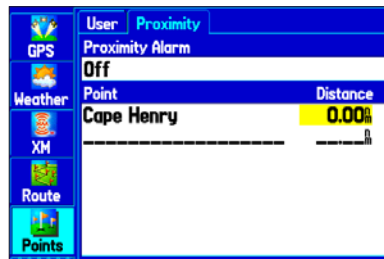 User Proximity
GPS
Proximity Alarm
Off
Weather
Point Distance
Cape Henry 0.00
XM
Route
Points